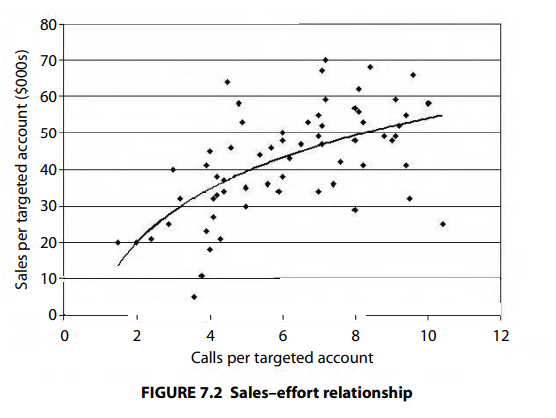 Sales per targeted account ($000s)
80
70
60
50
40
30
20
10
0
0 2 4 6 8 10 12
Calls per targeted account
FIGURE 7.2 Sales–effort relationship